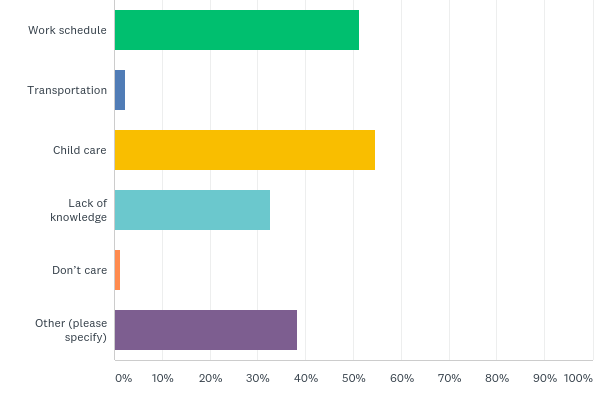 Work schedule
Transportation
Child care
Lack of
knowledge
Don't care
Other (please
specify)
0% 10% 20% 30% 40% 50% 60% 70% 80% 90% 100%